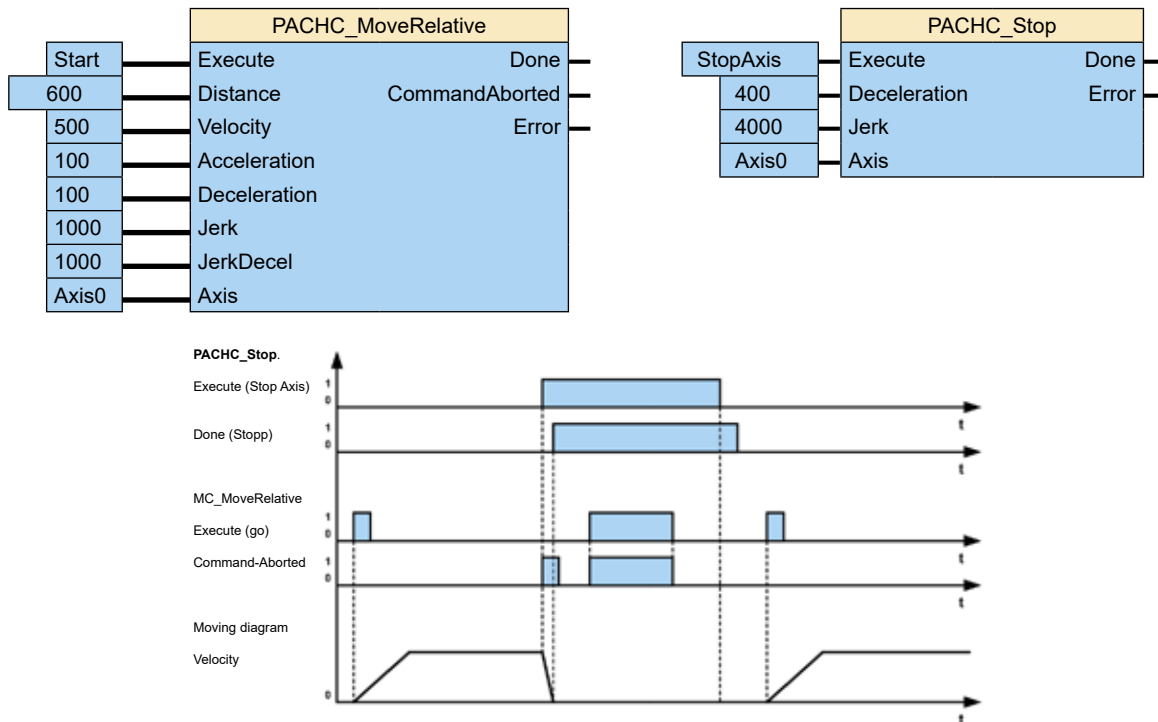 PACHC_MoveRelative
Start Execute Done
600 Distance CommandAborted
500 Velocity Error
100 Acceleration
100 Deceleration
1000 Jerk
1000 JerkDecel
Axis0 Axis
PACHC_Stop
StopAxis Execute Done
400 Deceleration Error
4000 Jerk
Axis0 Axis
PACHC_Stop.
Execute (Stop Axis) 1
0
t
Done (Stopp) 1
0
t
MC_MoveRelative
Execute (go) 1
0
t
Command-Aborted 1
0
t
Moving diagram
Velocity
0
t